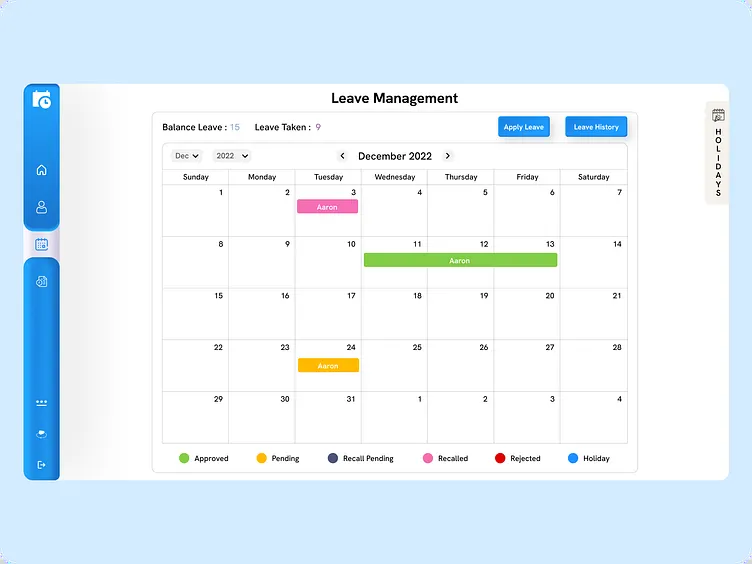 Leave Management
Balance Leave : 15 Leave Taken : 9 Apply Leave Leave History
Dec 2022 December 2022
Sunday Monday Tuesday Wednesday Thursday Friday Saturday
1 2 3 4 5 6 7
Aaron
8 9 10 11 12 13 14
Aaron
15 16 17 18 19 20 21
22 23 24 25 26 27 28
Aaron
29 30 31 1 2 3 4
Approved Pending Recall Pending Recalled Rejected Holiday
HOLIDAYS